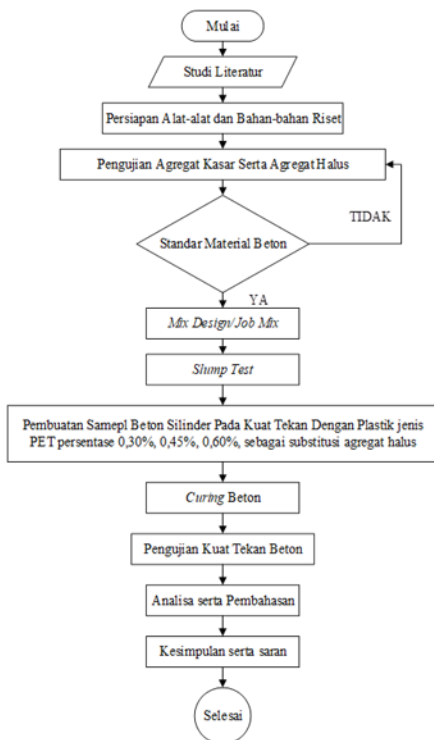 Mulai
Studi Literatur
Persiapan Alat-alat dan Bahan-bahan Riset
Pengujian Agregat Kasar Serta Agregat Halus
TIDAK
Standar Material Beton
YA
Mix Design/Job Mix
Slump Test
Pembuatan Samepl Beton Silinder Pada Kuat Tekan Dengan Plastik jenis
PET persentase 0,30%, 0,45%, 0,60%, sebagai substitusi agregat halus
Curing Beton
Pengujian Kuat Tekan Beton
Analisa serta Pembahasan
Kesimpulan serta saran
Selesai